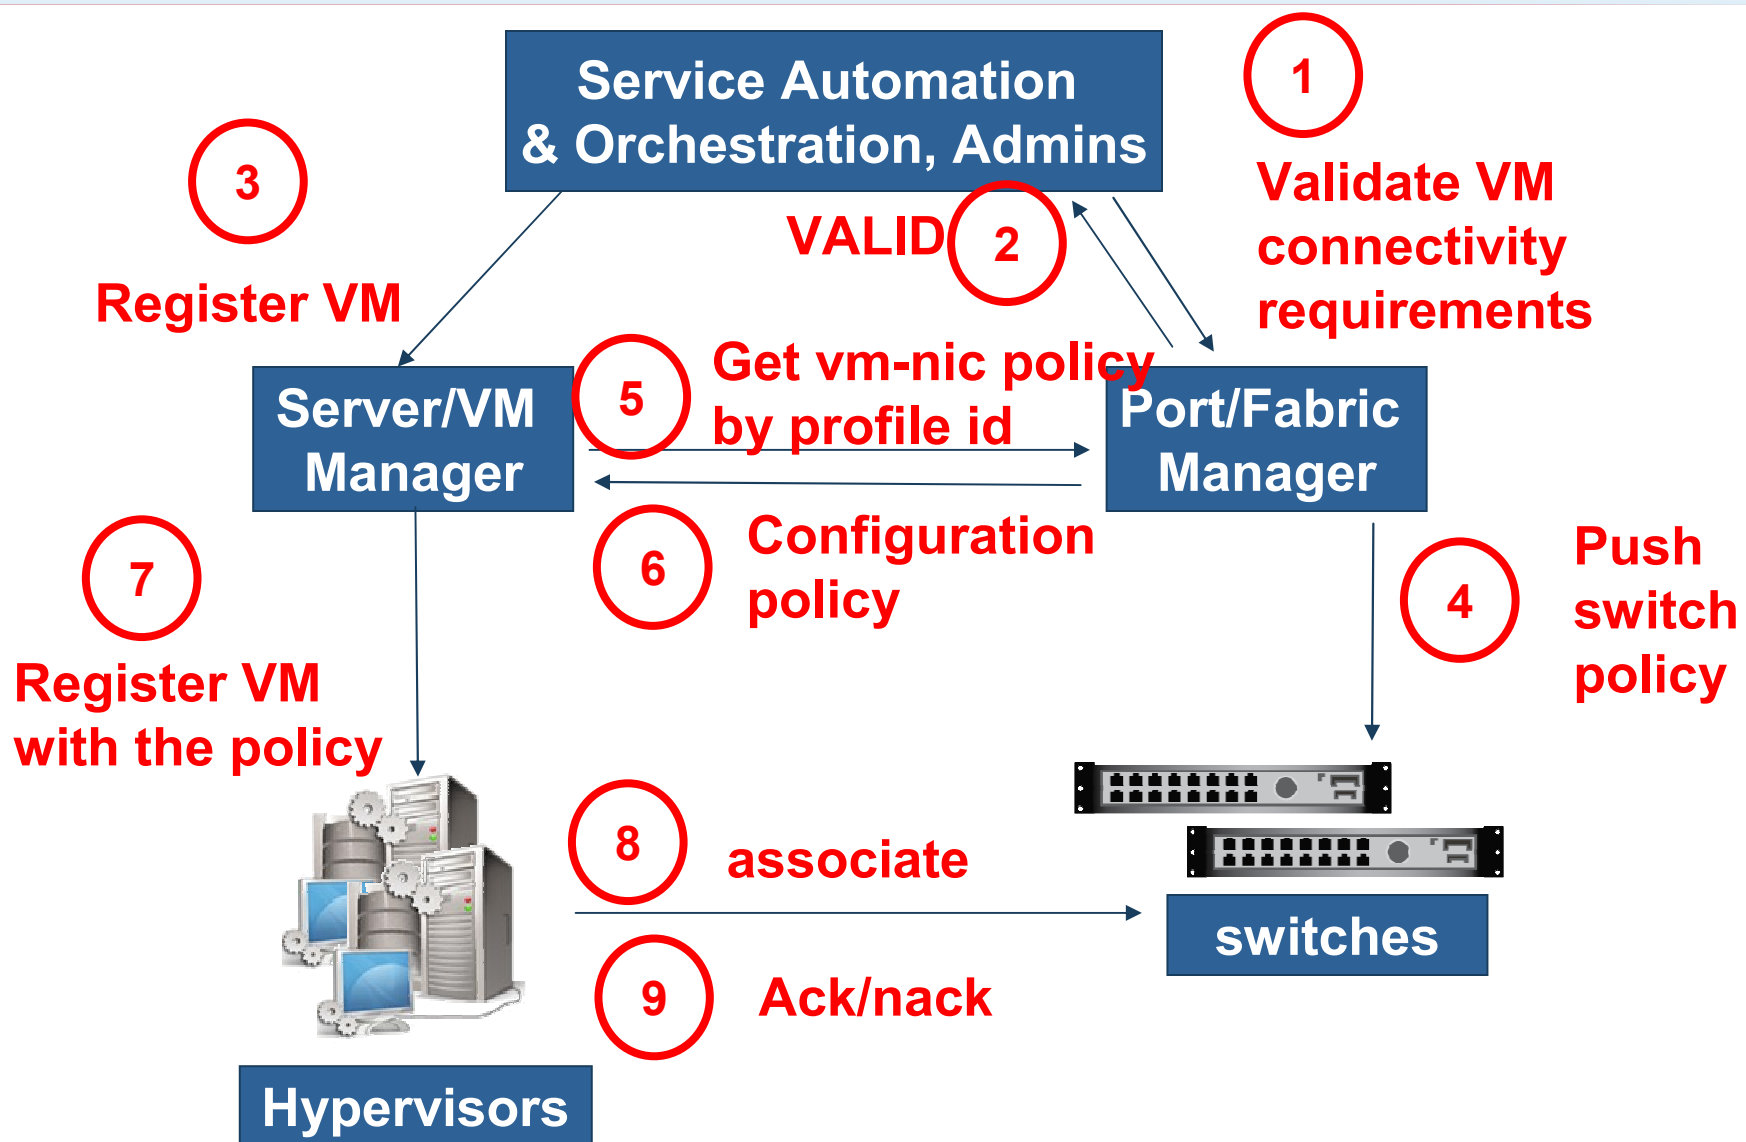 Service Automation
& Orchestration, Admins
1
Validate VM
connectivity
requirements
3
Register VM
VALID
2
Server/VM
Manager
5
Get vm-nic policy
by profile id
Port/Fabric
Manager
6
Configuration
policy
7
Register VM
with the policy
4
Push
switch
policy
8
associate
9
Ack/nack
switches
Hypervisors